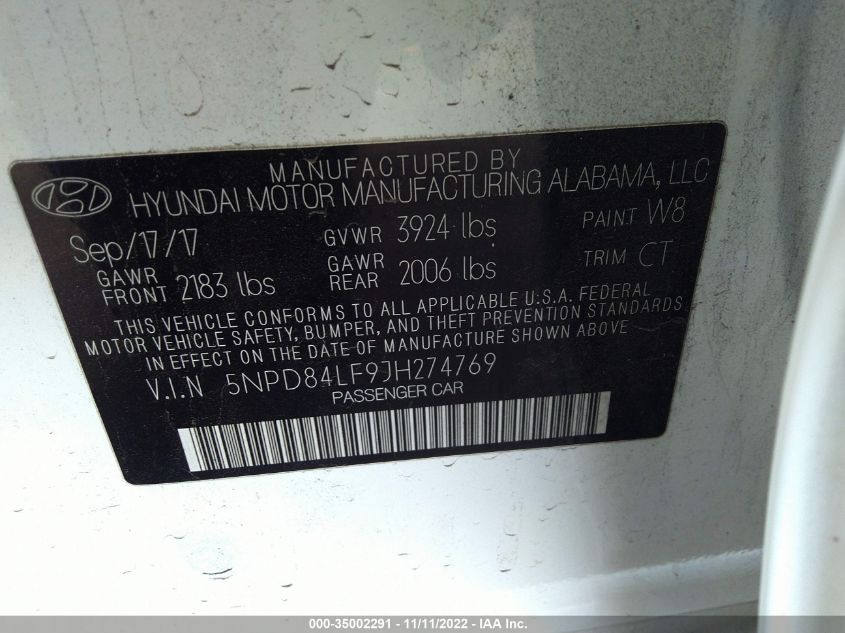 MANUFACTURED BY
HYUNDAI MOTOR MANUFACTURING ALABAMA, LLC
Sep/17/17 GVWR 3924 lbs PAINT W8
GAWR FRONT 2183 lbs GAWR REAR 2006 lbs TRIM CT
THIS VEHICLE CONFORMS TO ALL APPLICABLE U.S.A. FEDERAL
MOTOR VEHICLE SAFETY, BUMPER, AND THEFT PREVENTION STANDARDS
IN EFFECT ON THE DATE OF MANUFACTURE SHOWN ABOVE
V.I.N 5NPD84LF9JH274769
PASSENGER CAR
000-35002291 - 11/11/2022 - IAA Inc.